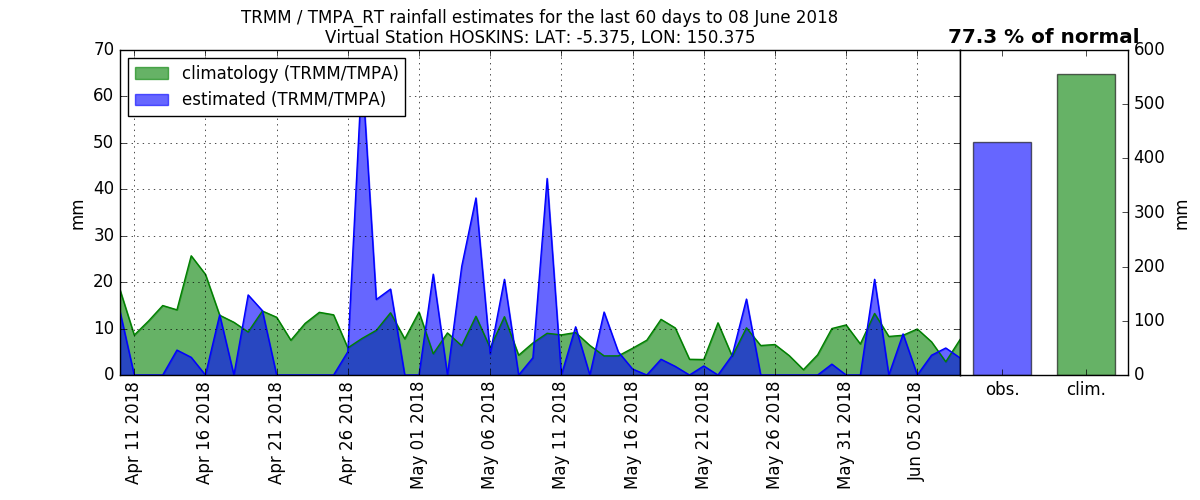 TRMM / TMPA_RT rainfall estimates for the last 60 days to 08 June 2018
Virtual Station HOSKINS: LAT: -5.375, LON: 150.375
77.3 % of normal
climatology (TRMM/TMPA)
estimated (TRMM/TMPA)
mm
70
60
50
40
30
20
10
0
Apr 11 2018
Apr 16 2018
Apr 21 2018
Apr 26 2018
May 01 2018
May 06 2018
May 11 2018
May 16 2018
May 21 2018
May 26 2018
May 31 2018
Jun 05 2018
obs.
clim.
600
500
400
300
200
100
0
mm